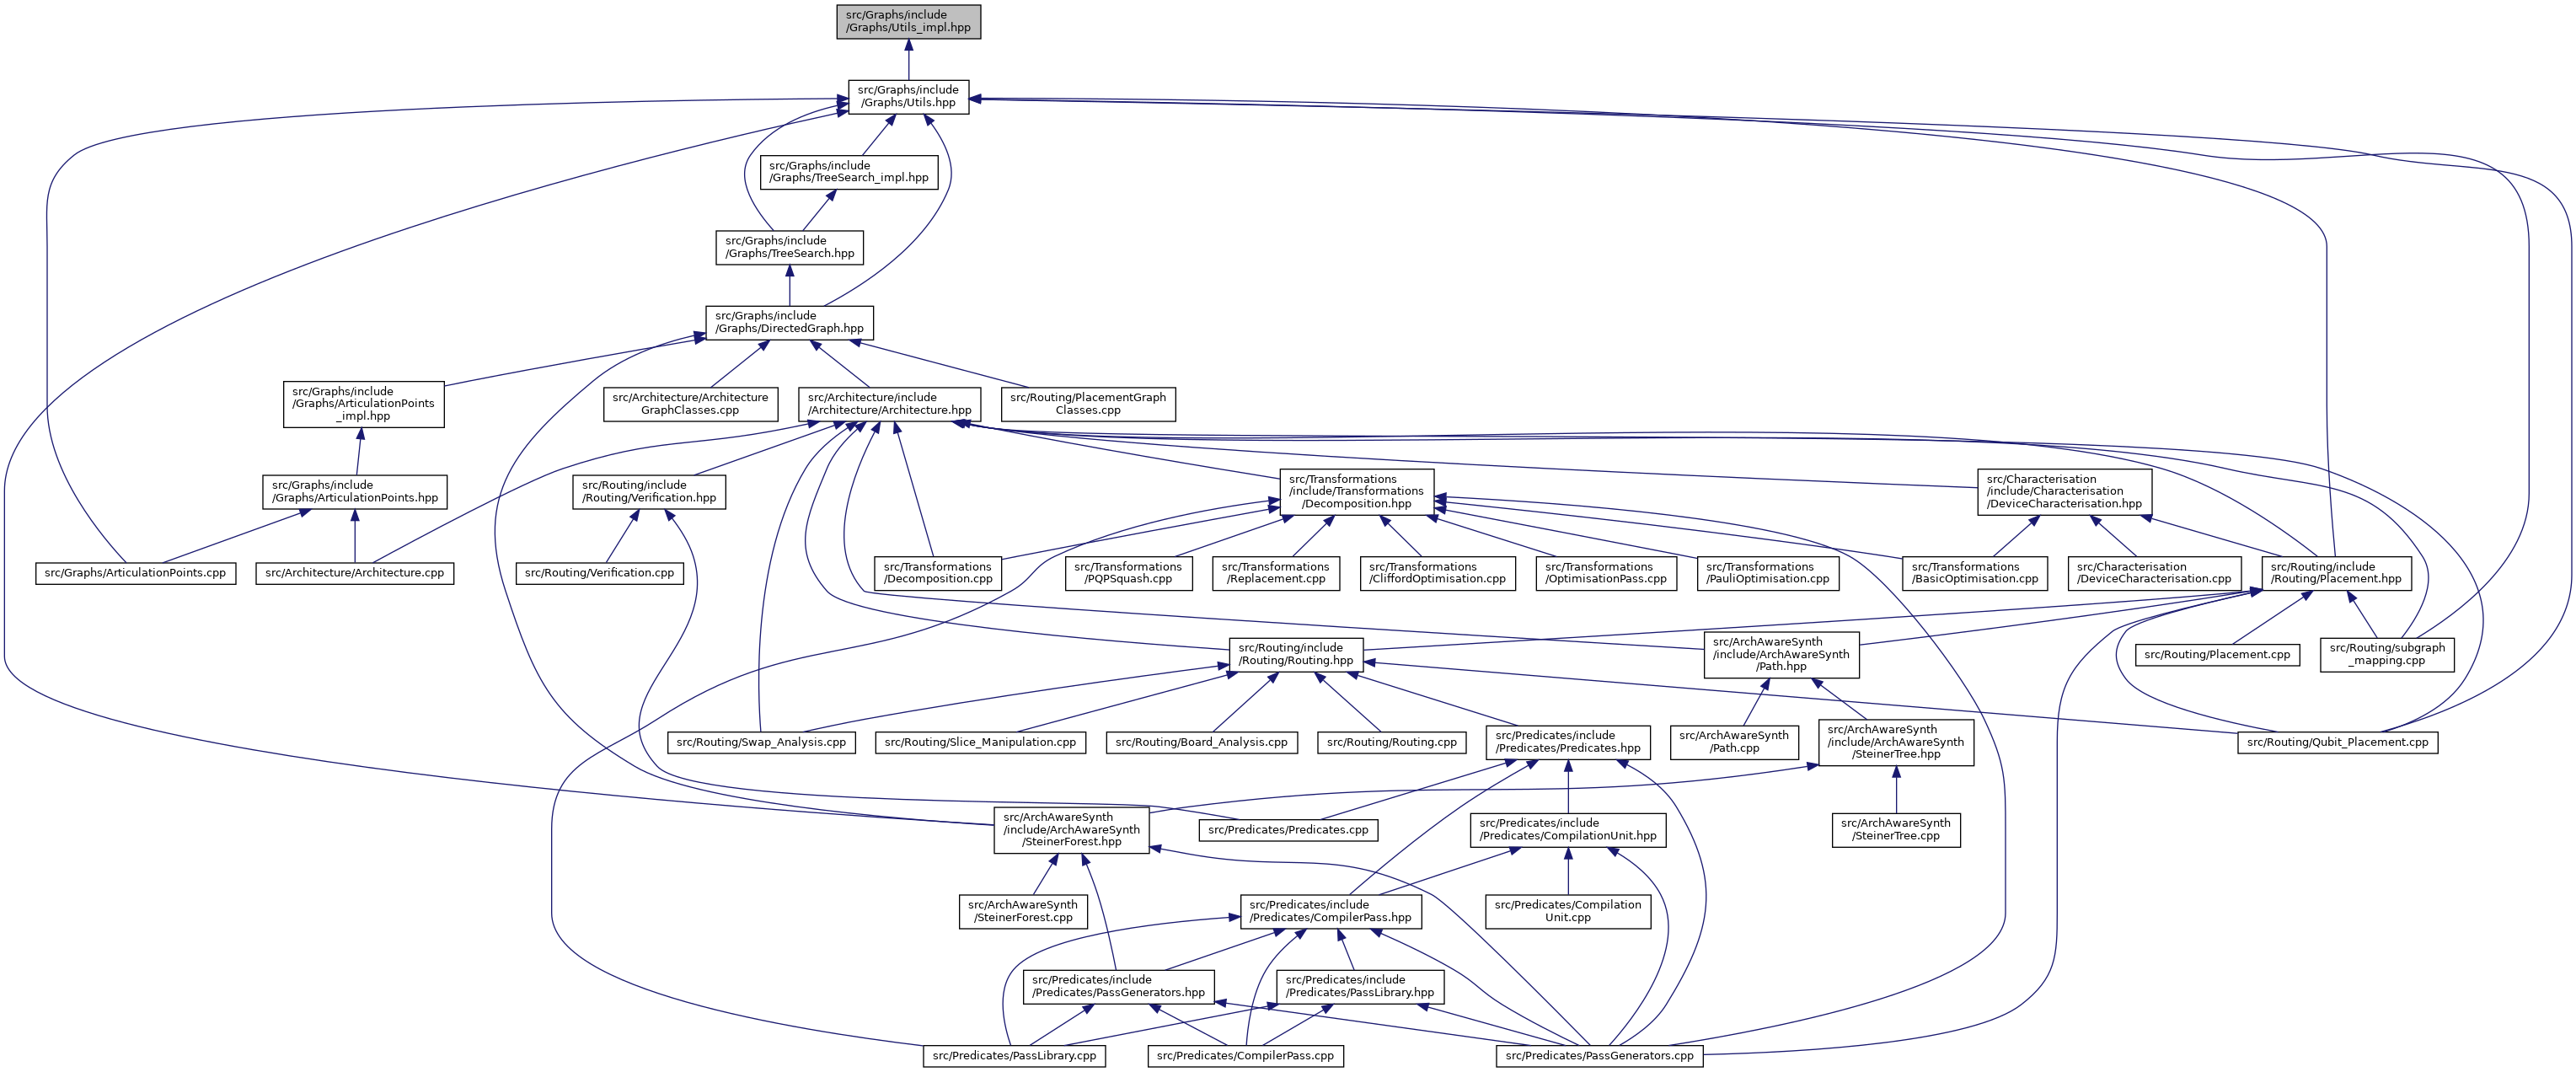 src/Graphs/include
/Graphs/Utils_impl.hpp
src/Graphs/include
/Graphs/Utils.hpp
src/Graphs/include
/Graphs/TreeSearch_impl.hpp
src/Graphs/include
/Graphs/TreeSearch.hpp
src/Graphs/include
/Graphs/DirectedGraph.hpp
src/Graphs/include
/Graphs/ArticulationPoints
_impl.hpp
src/Architecture/Architecture
GraphClasses.cpp
src/Architecture/include
/Architecture/Architecture.hpp
src/Routing/PlacementGraph
Classes.cpp
src/Graphs/include
/Graphs/ArticulationPoints.hpp
src/Routing/include
/Routing/Verification.hpp
src/Transformations
/include/Transformations
/Decomposition.hpp
src/Characterisation
/include/Characterisation
/DeviceCharacterisation.hpp
src/Graphs/ArticulationPoints.cpp
src/Architecture/Architecture.cpp
src/Routing/Verification.cpp
src/Transformations
/Decomposition.cpp
src/Transformations
/PQPSquash.cpp
src/Transformations
/Replacement.cpp
src/Transformations
/CliffordOptimisation.cpp
src/Transformations
/OptimisationPass.cpp
src/Transformations
/PauliOptimisation.cpp
src/Transformations
/BasicOptimisation.cpp
src/Characterisation
/DeviceCharacterisation.cpp
src/Routing/include
/Routing/Placement.hpp
src/Routing/include
/Routing/Routing.hpp
src/ArchAwareSynth
/include/ArchAwareSynth
/Path.hpp
src/Routing/Placement.cpp
src/Routing/subgraph
_mapping.cpp
src/Routing/Swap_Analysis.cpp
src/Routing/Slice_Manipulation.cpp
src/Routing/Board_Analysis.cpp
src/Routing/Routing.cpp
src/Predicates/include
/Predicates/Predicates.hpp
src/ArchAwareSynth
/Path.cpp
src/ArchAwareSynth
/include/ArchAwareSynth
/SteinerTree.hpp
src/Routing/Qubit_Placement.cpp
src/ArchAwareSynth
/include/ArchAwareSynth
/SteinerForest.hpp
src/Predicates/Predicates.cpp
src/Predicates/include
/Predicates/CompilationUnit.hpp
src/ArchAwareSynth
/SteinerTree.cpp
src/ArchAwareSynth
/SteinerForest.cpp
src/Predicates/include
/Predicates/CompilerPass.hpp
src/Predicates/Compilation
Unit.cpp
src/Predicates/include
/Predicates/PassGenerators.hpp
src/Predicates/include
/Predicates/PassLibrary.hpp
src/Predicates/PassLibrary.cpp
src/Predicates/CompilerPass.cpp
src/Predicates/PassGenerators.cpp